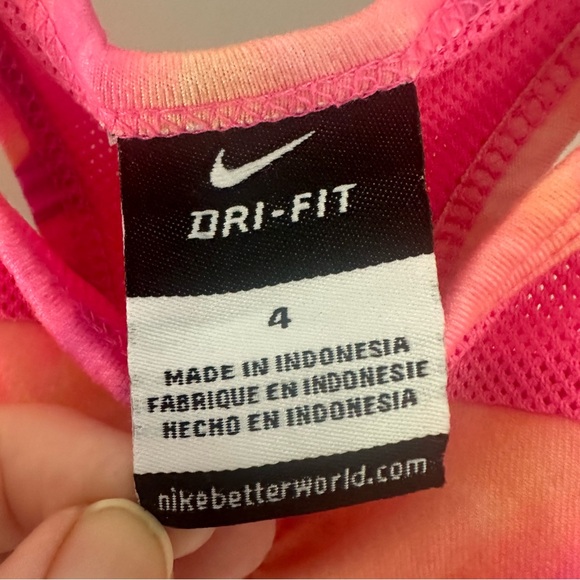 DRI-FIT
4
MADE IN INDONESIA
FABRIQUE EN INDONESIE
HECHO EN INDONESIA
nikebetterworld.com